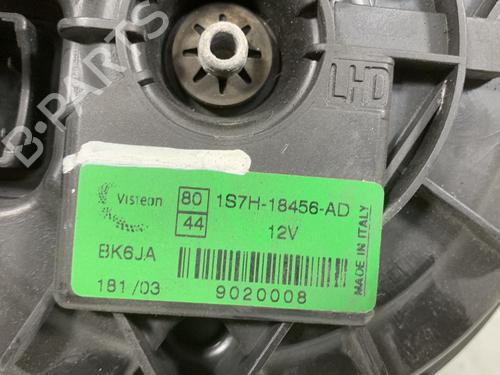 LHD
Visteon
80
44
1S7H-18456-AD
12V
BK6JA
181/03
9020008
MADE IN ITALY
B-PARTS